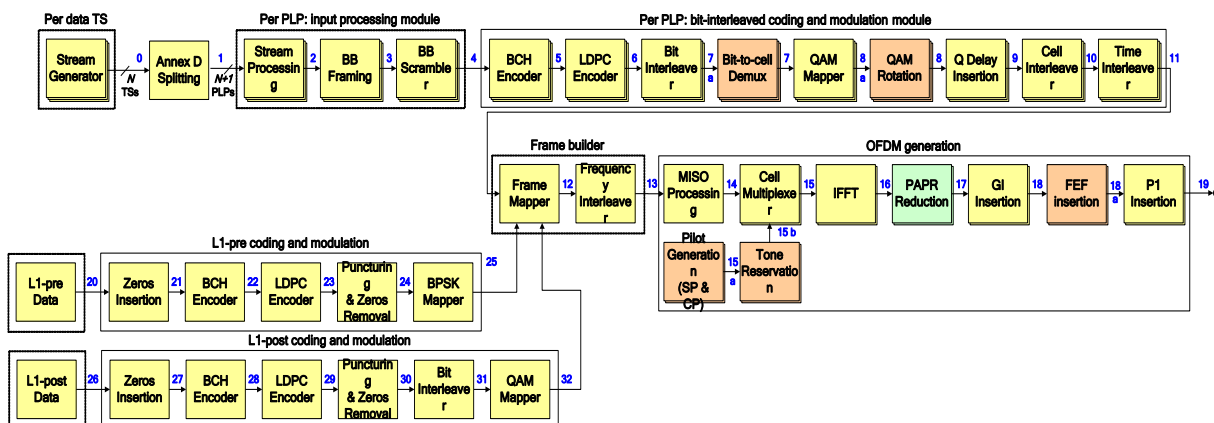 Per data TS
Per PLP: input processing module
Per PLP: bit-interleaved coding and modulation module
Stream
Generator
0
N
TSs
Annex D
Splitting
1
N+1
PLPs
Stream
Processin
g
2
BB
Framing
3
BB
Scramble
r
4
BCH
Encoder
5
LDPC
Encoder
6
Bit
Interleave
r
7
a
Bit-to-cell
Demux
7
QAM
Mapper
8
a
QAM
Rotation
8
Q Delay
Insertion
9
Cell
Interleave
r
10
Time
Interleave
r
11
Frame builder
Frame
Mapper
12
Frequenc
y
Interleave
r
13
OFDM generation
MISO
Processin
g
14
Cell
Multiplexe
r
15
IFFT
16
PAPR
Reduction
17
GI
Insertion
18
FEF
insertion
18
a
P1
Insertion
19
15 b
Pilot
Generatio
n
(SP &
CP)
15
a
Tone
Reservatio
n
L1-pre coding and modulation
L1-pre
Data
20
Zeros
Insertion
21
BCH
Encoder
22
LDPC
Encoder
23
Puncturin
g
& Zeros
Removal
24
BPSK
Mapper
25
L1-post coding and modulation
L1-post
Data
26
Zeros
Insertion
27
BCH
Encoder
28
LDPC
Encoder
29
Puncturin
g
& Zeros
Removal
30
Bit
Interleave
r
31
QAM
Mapper
32